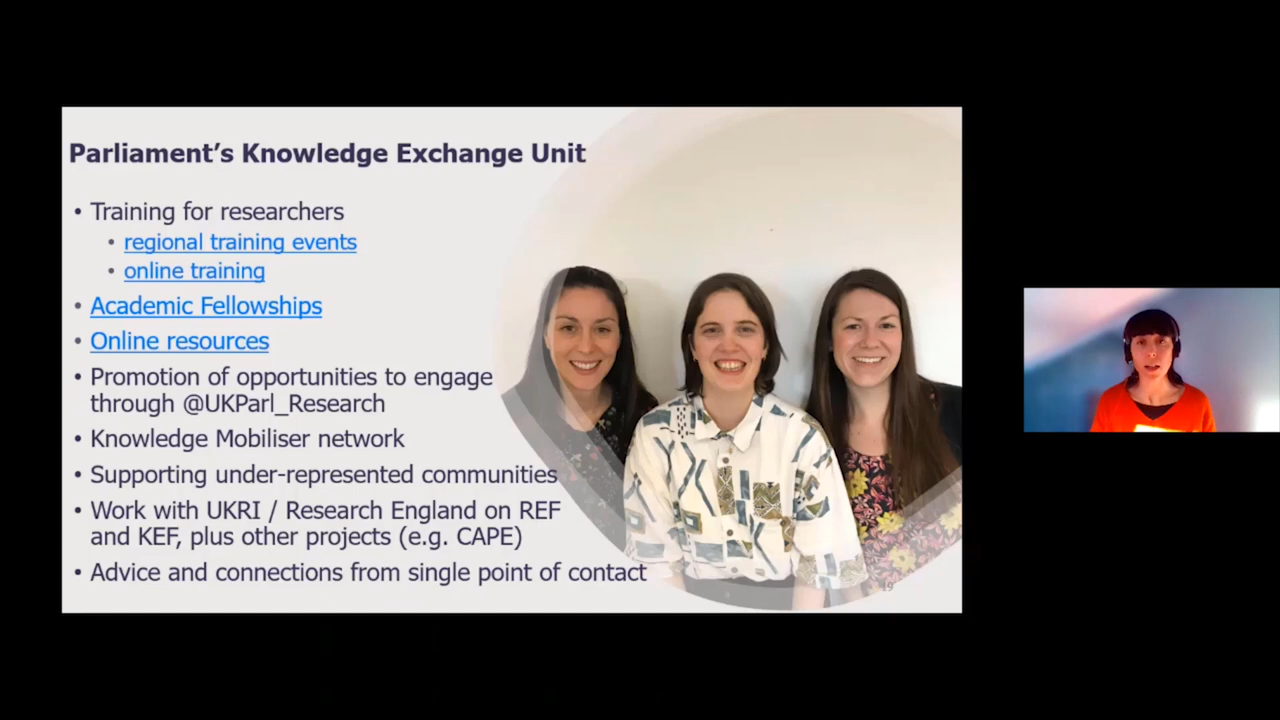 Parliament's Knowledge Exchange Unit
• Training for researchers
• regional training events
• online training
• Academic Fellowships
• Online resources
• Promotion of opportunities to engage
through @UKParl_Research
• Knowledge Mobiliser network
• Supporting under-represented communities
• Work with UKRI / Research England on REF
and KEF, plus other projects (e.g. CAPE)
• Advice and connections from single point of contact
19